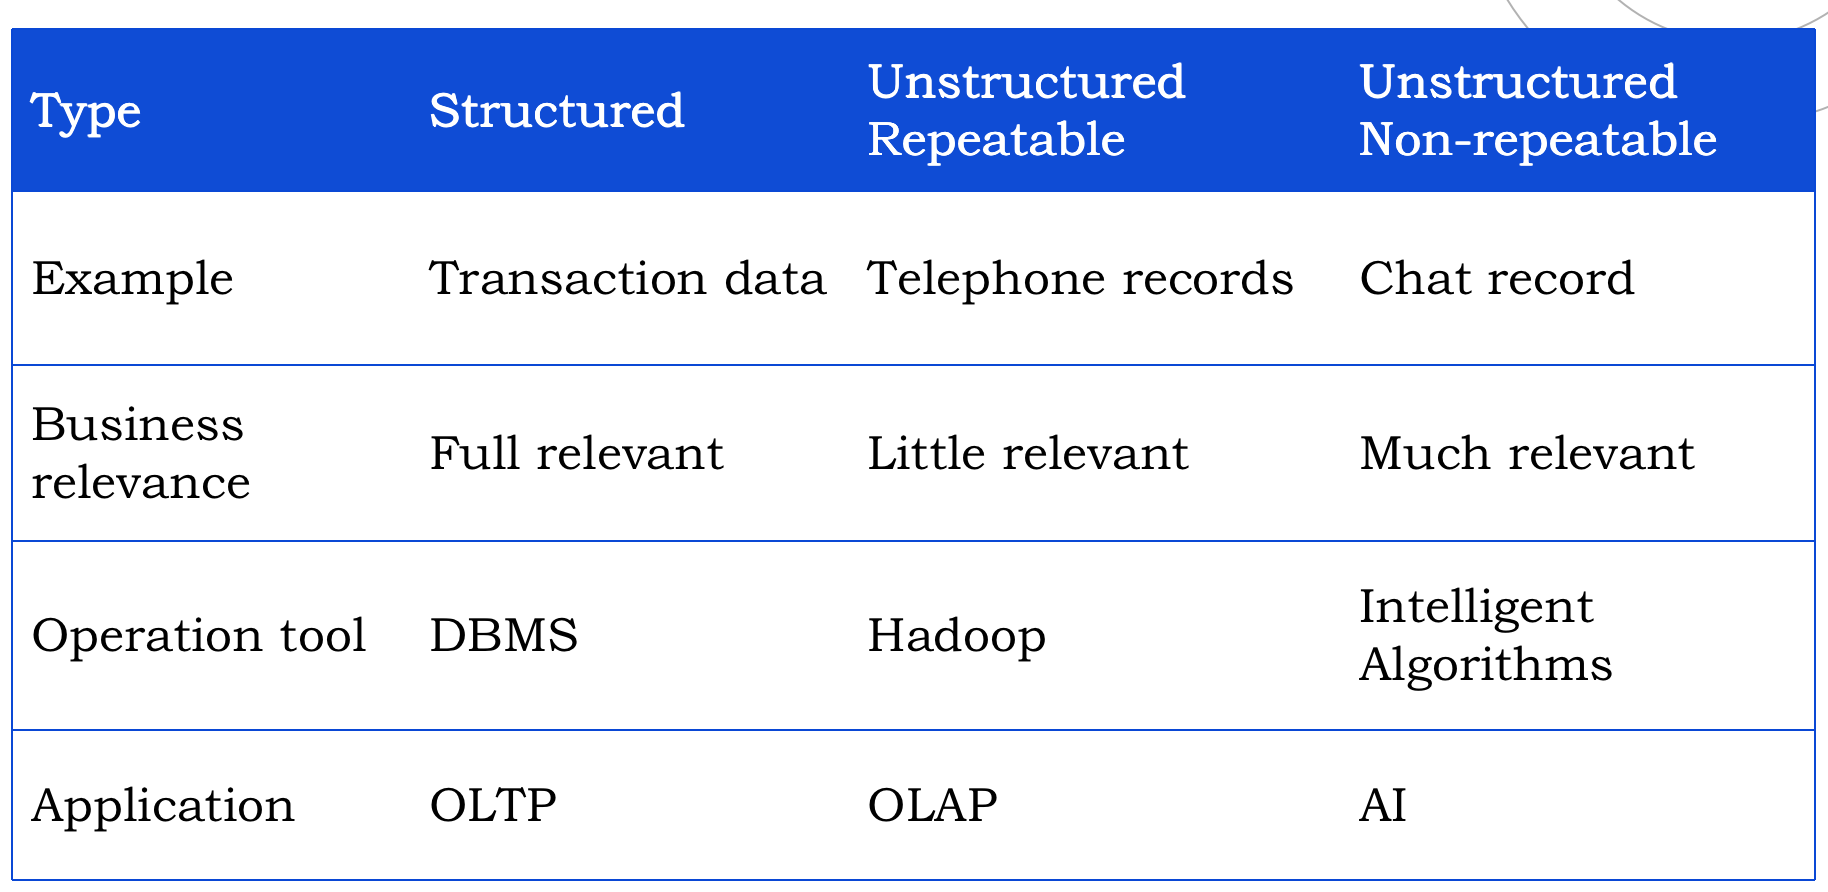 Type
Structured
Unstructured
Repeatable
Unstructured
Non-repeatable
Example
Transaction data
Telephone records
Chat record
Business
relevance
Full relevant
Little relevant
Much relevant
Operation tool
DBMS
Hadoop
Intelligent
Algorithms
Application
OLTP
OLAP
AI